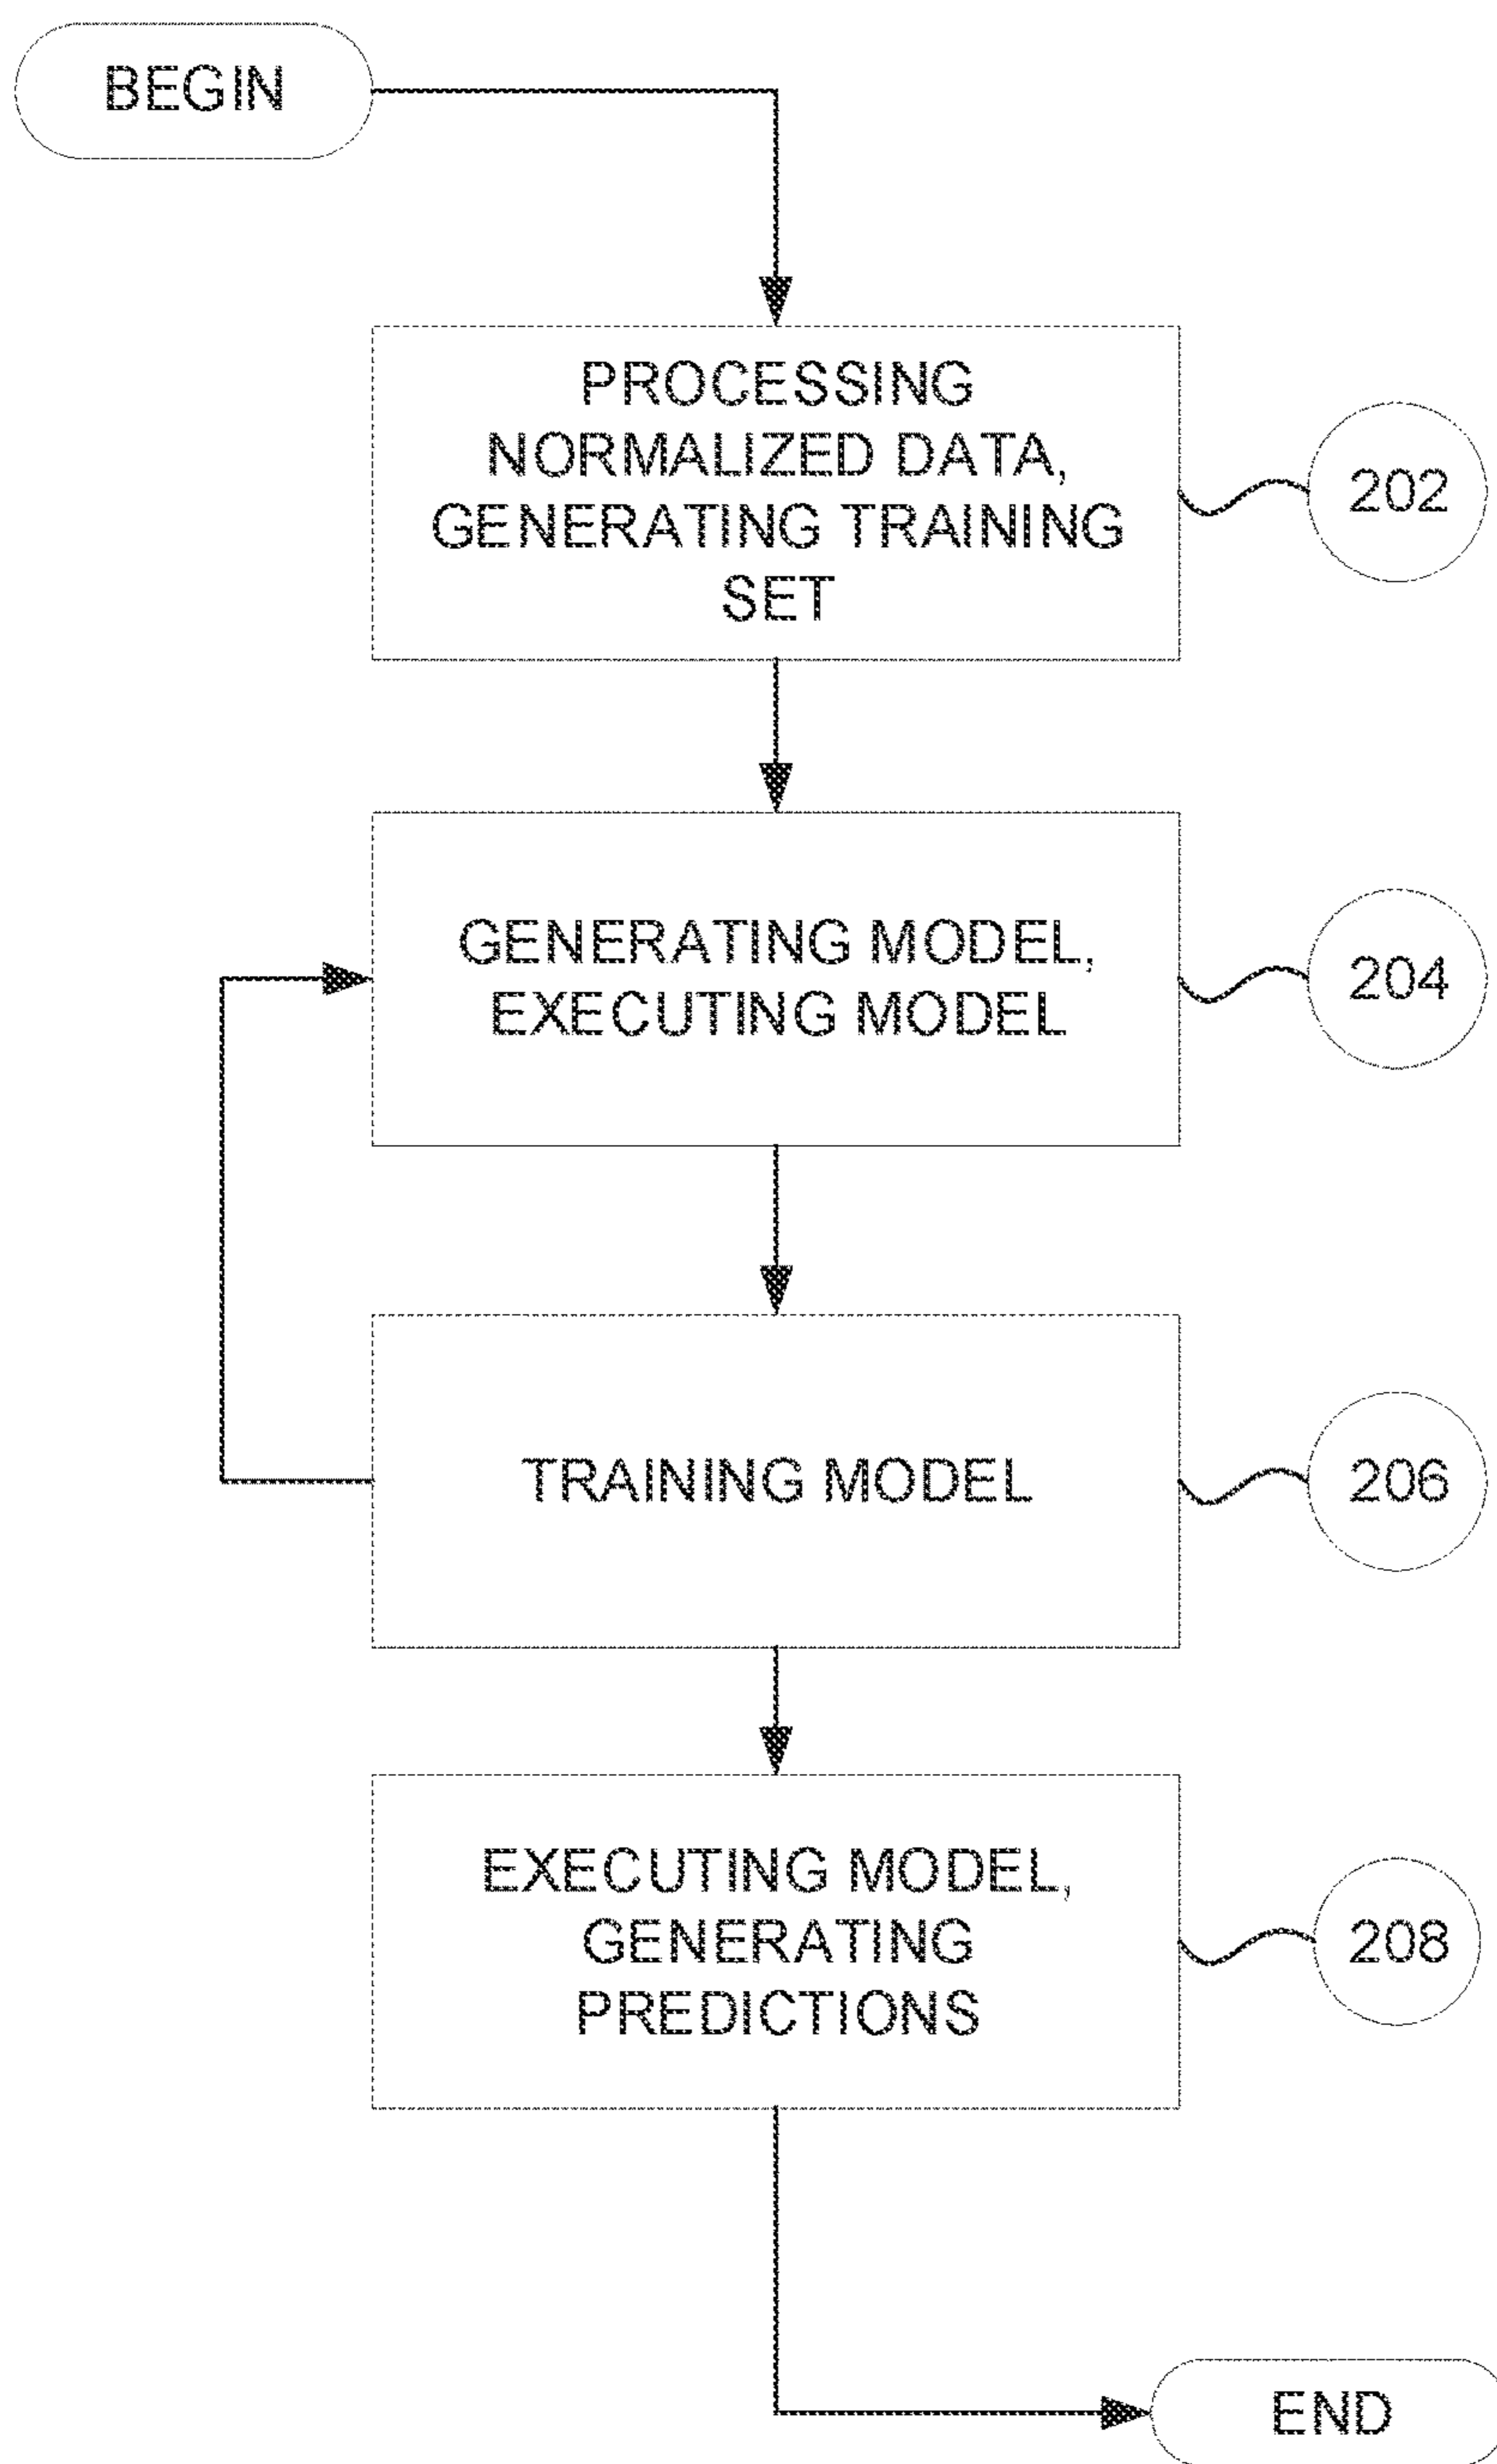 BEGIN
PROCESSING
NORMALIZED DATA,
GENERATING TRAINING
SET
202
GENERATING MODEL,
EXECUTING MODEL
204
TRAINING MODEL
206
EXECUTING MODEL,
GENERATING
PREDICTIONS
208
END